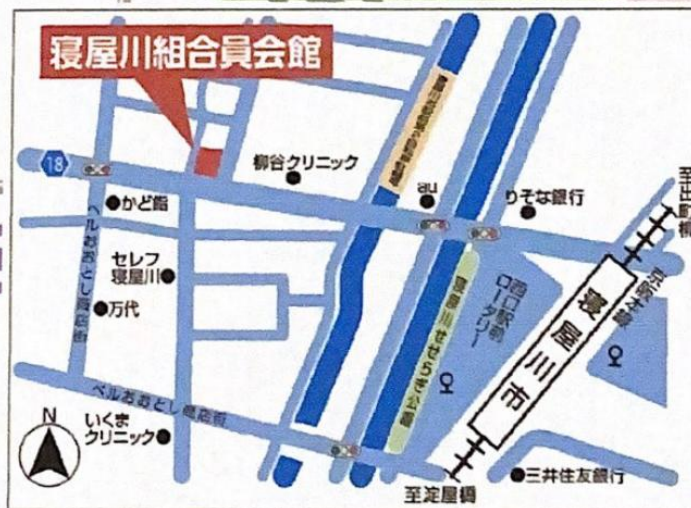 寝屋川組合員会館
18
柳谷クリニック
au
りそな銀行
至出町柳
かど鮨
ベルおおとし商店街
セレフ
寝屋川
万代
西口駅前
ロータリー
寝屋川せせらぎ公園
京阪本線
寝屋川市
ベルおおとし商店街
N
いくま
クリニック
三井住友銀行
至淀屋橋